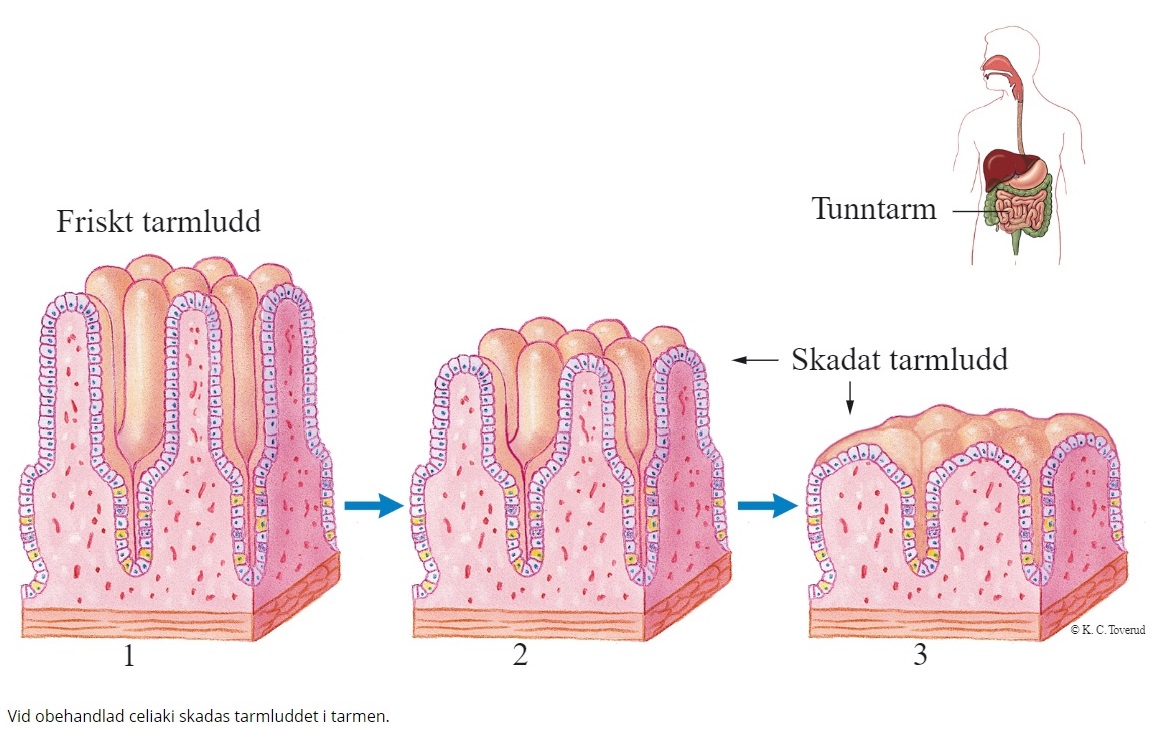 Tunntarm
Friskt tarmludd
Skadat tarmludd
© K. C. Toverud
1
2
3
Vid obehandlad celiaki skadas tarmluddet i tarmen.